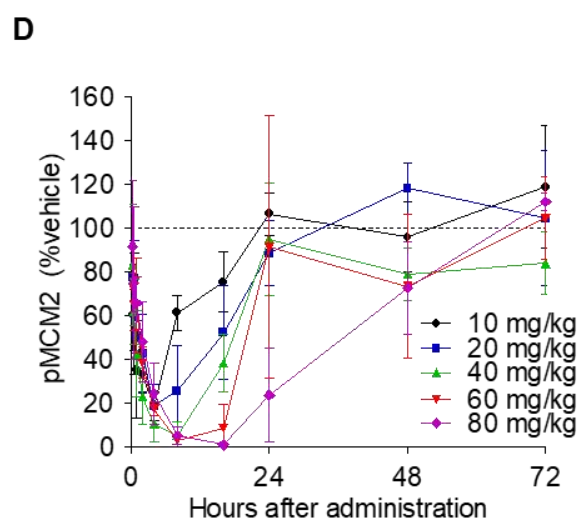 D
pMCM2 (%vehicle)
160
140
120
100
80
60
40
20
0
10 mg/kg
20 mg/kg
40 mg/kg
60 mg/kg
80 mg/kg
0 24 48 72
Hours after administration